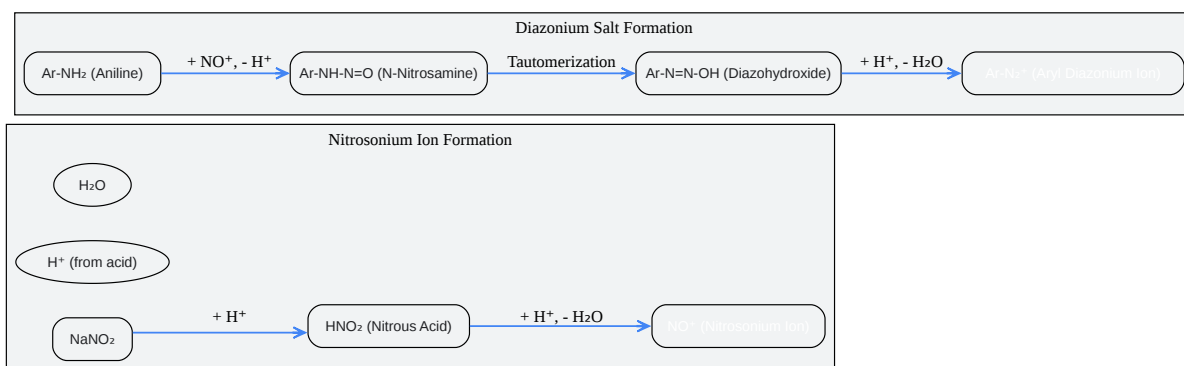 Diazonium Salt Formation
Ar-NH₂ (Aniline)
+ NO⁺, - H⁺
Ar-NH-N=O (N-Nitrosamine)
Tautomerization
Ar-N=N-OH (Diazohydroxide)
+ H⁺, - H₂O
Ar-N₂⁺ (Aryl Diazonium Ion)
Nitrosonium Ion Formation
H₂O
H⁺ (from acid)
NaNO₂
+ H⁺
HNO₂ (Nitrous Acid)
+ H⁺, - H₂O
NO⁺ (Nitrosonium Ion)